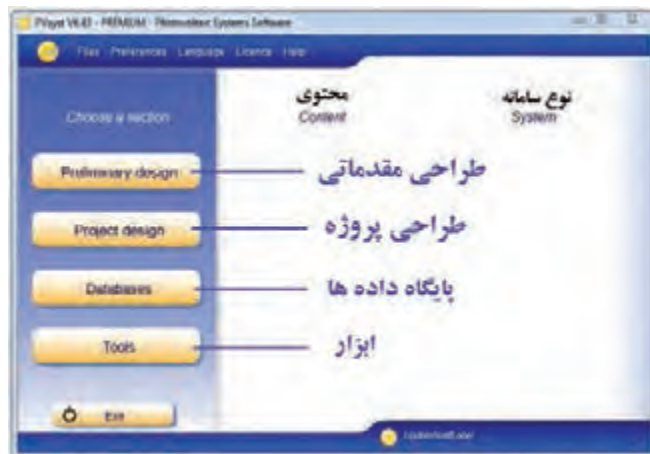 PVsyst V6.43 - PREMIUM - Photovoltaic Systems Software
Files Preferences Language Licence Help
Choose a section
محتوی
Content
نوع سامانه
System
Preliminary design
طراحی مقدماتی
Project design
طراحی پروژه
Databases
پایگاه داده ها
Tools
ابزار
Exit